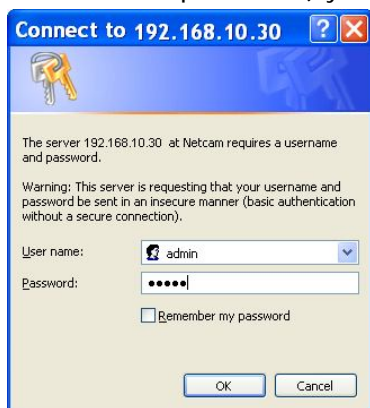 Connect to 192.168.10.30
The server 192.168.10.30 at Netcam requires a username
and password.
Warning: This server is requesting that your username and
password be sent in an insecure manner (basic authentication
without a secure connection).
User name:
admin
Password:
•••••
Remember my password
OK
Cancel